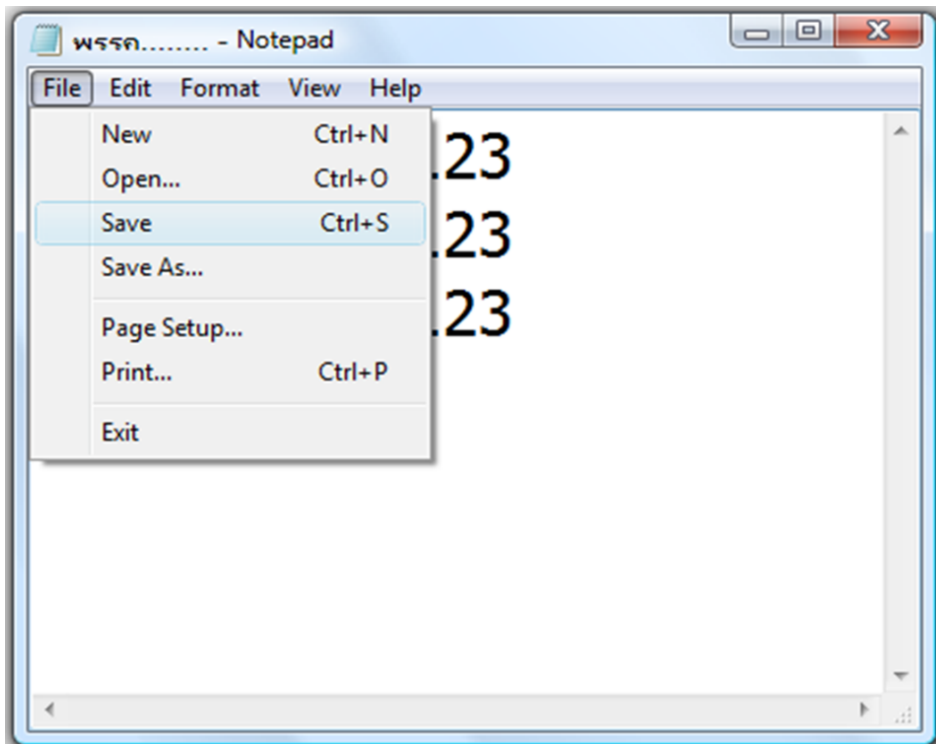 พรรค........ - Notepad
File Edit Format View Help
New Ctrl+N
Open... Ctrl+O
Save Ctrl+S
Save As...
Page Setup...
Print... Ctrl+P
Exit
.23
.23
.23